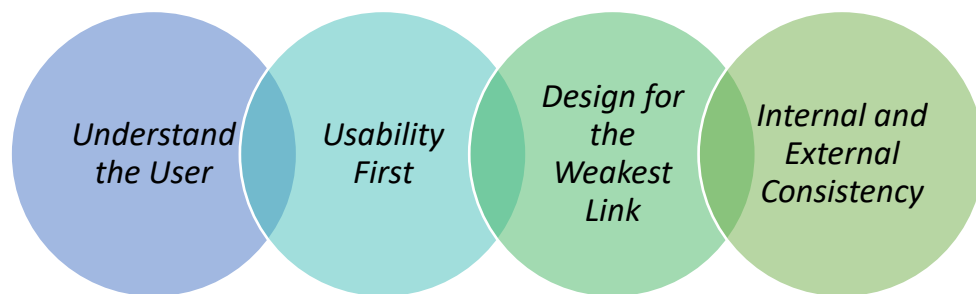 Understand
the User
Usability
First
Design for
the
Weakest
Link
Internal and
External
Consistency